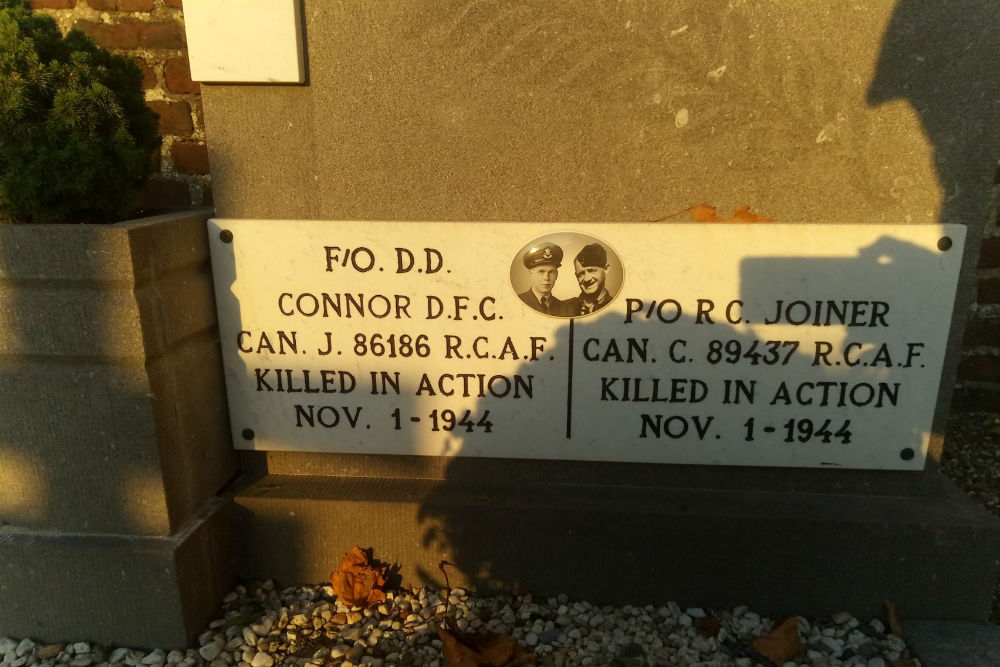 F/O. D.D.
CONNOR D.F.C.
CAN. J. 86186 R.C.A.F.
KILLED IN ACTION
NOV. 1-1944
P/O R C. JOINER
CAN. C. 89437 R.C.A.F.
KILLED IN ACTION
NOV. 1-1944